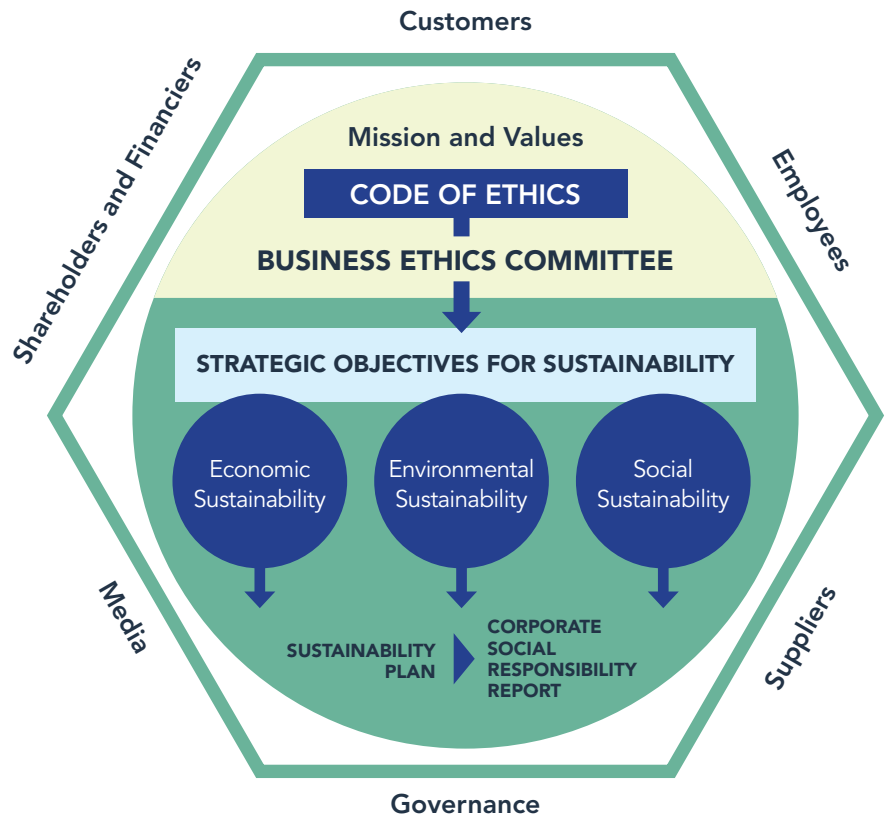 Customers
Shareholders and Financiers
Employees
Mission and Values
CODE OF ETHICS
BUSINESS ETHICS COMMITTEE
STRATEGIC OBJECTIVES FOR SUSTAINABILITY
Economic
Sustainability
Environmental
Sustainability
Social
Sustainability
SUSTAINABILITY
PLAN
CORPORATE
SOCIAL
RESPONSIBILITY
REPORT
Media
Suppliers
Governance